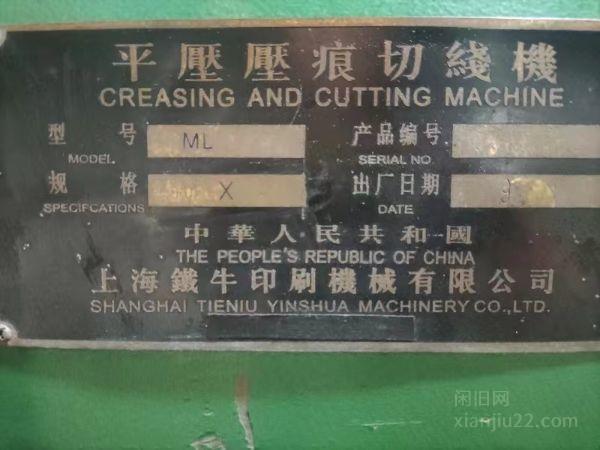 平壓壓痕切綫機
CREASING AND CUTTING MACHINE
型 号 ML 产品编号
MODEL SERIAL NO
规 格 X 出厂日期
SPECIFCATIONS DATE
中華人民共和國
THE PEOPLE'S REPUBLIC OF CHINA
上海鐵牛印刷機械有限公司
SHANGHAI TIENIU YINSHUA MACHINERY CO.,LTD.
闲旧网
xianjiu22.com